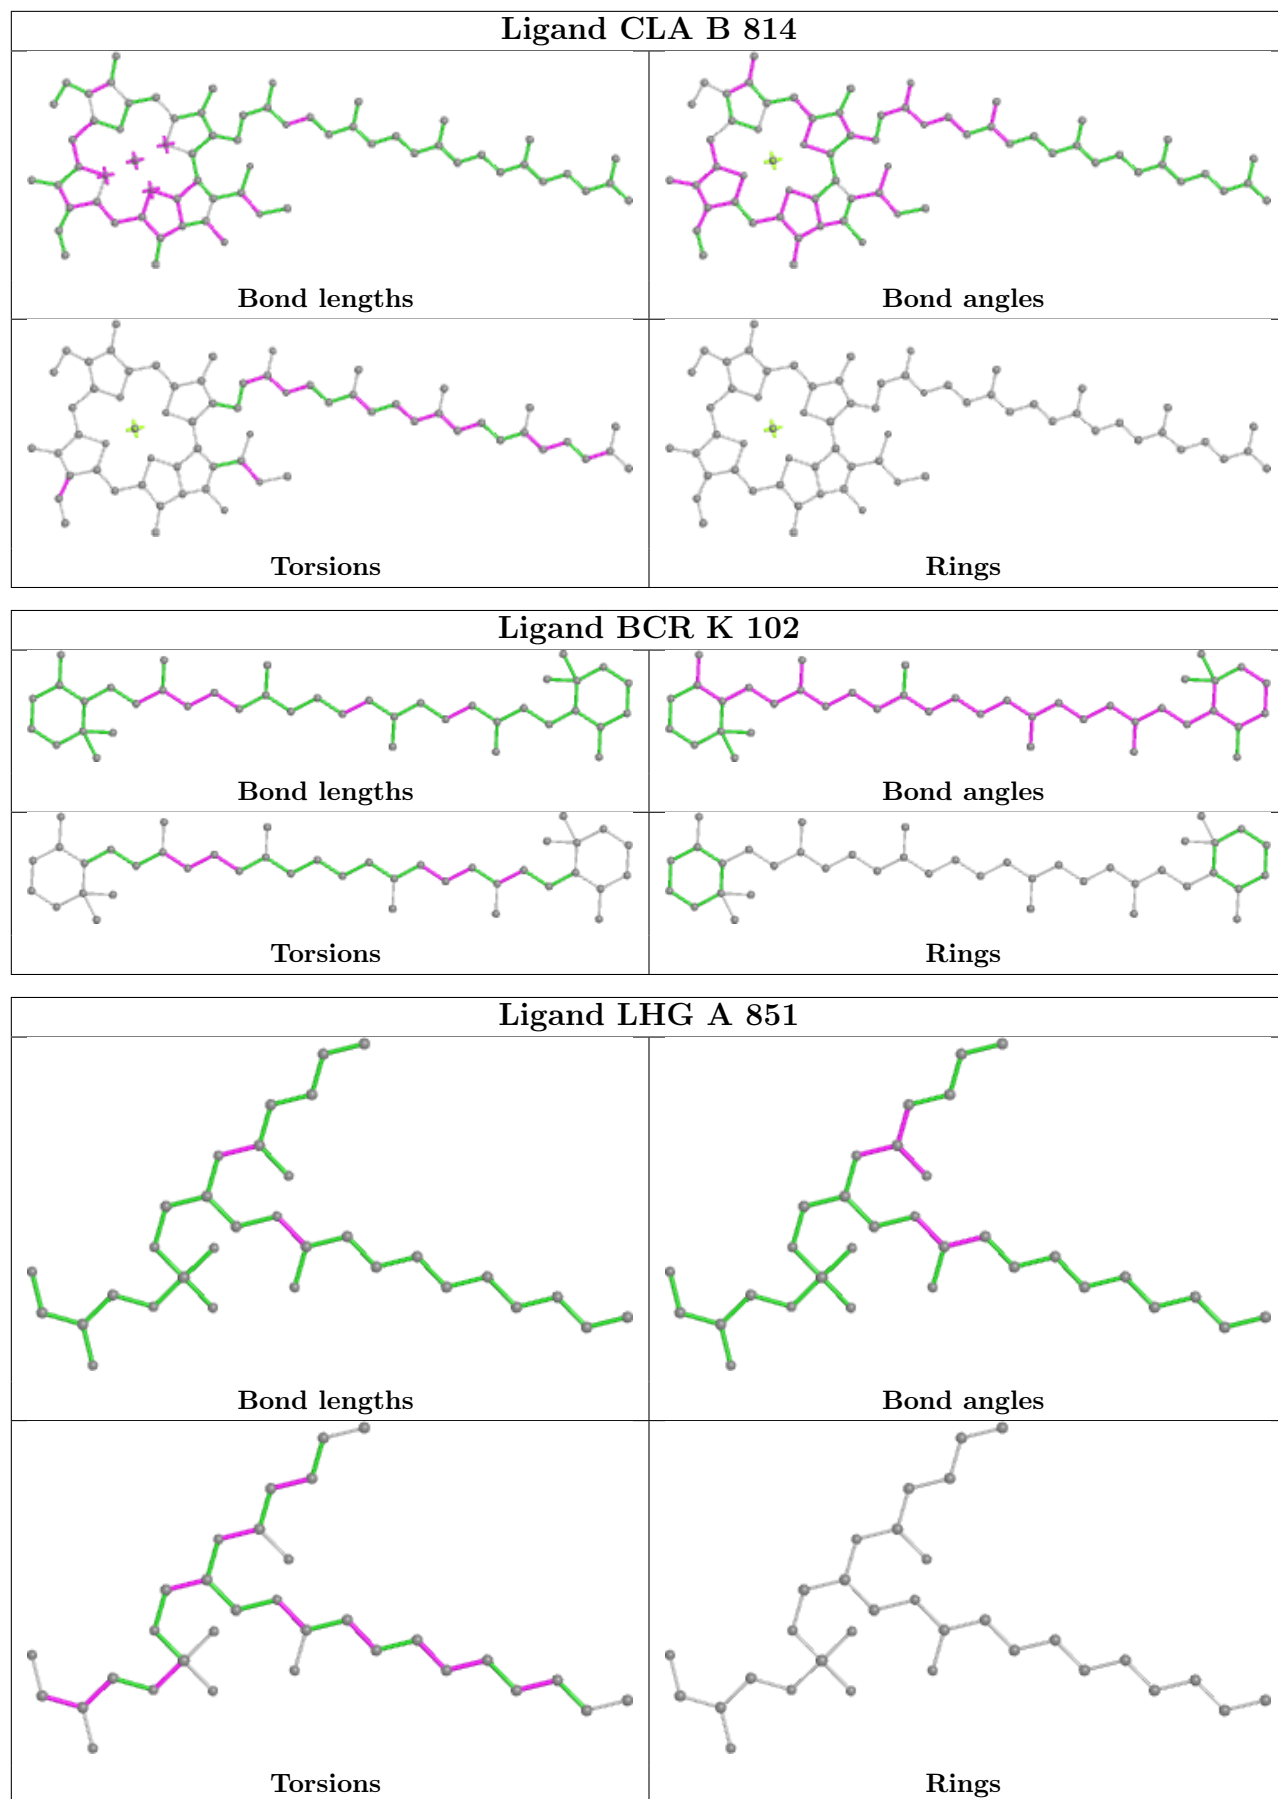 Ligand CLA B 814
Bond lengths
Bond angles
Torsions
Rings
Ligand BCR K 102
Bond lengths
Bond angles
Torsions
Rings
Ligand LHG A 851
Bond lengths
Bond angles
Torsions
Rings